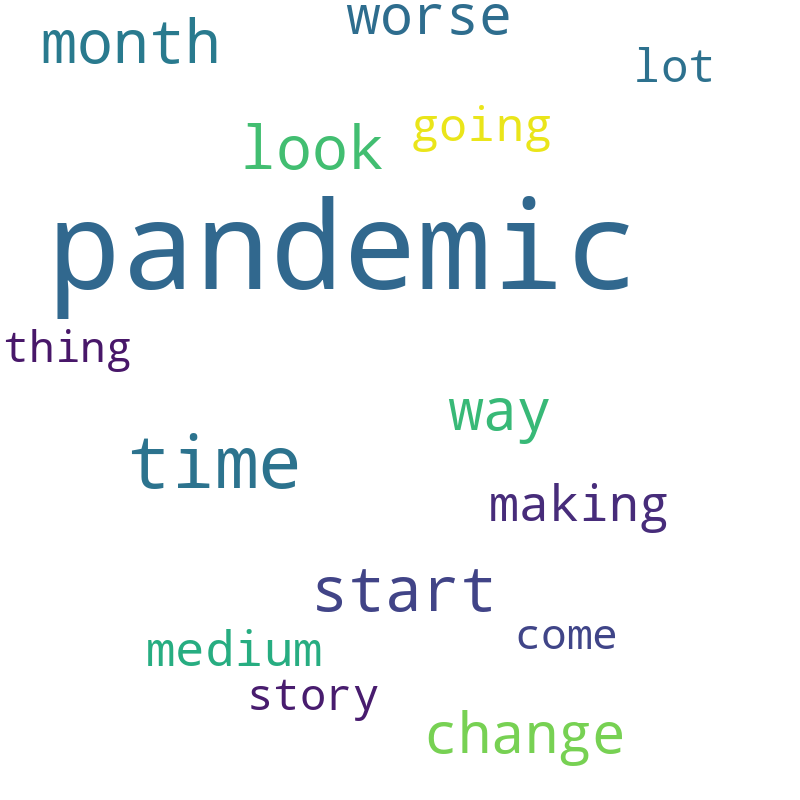 worse
month
lot
going
look
pandemic
thing
way
time
making
start
come
medium
story
change